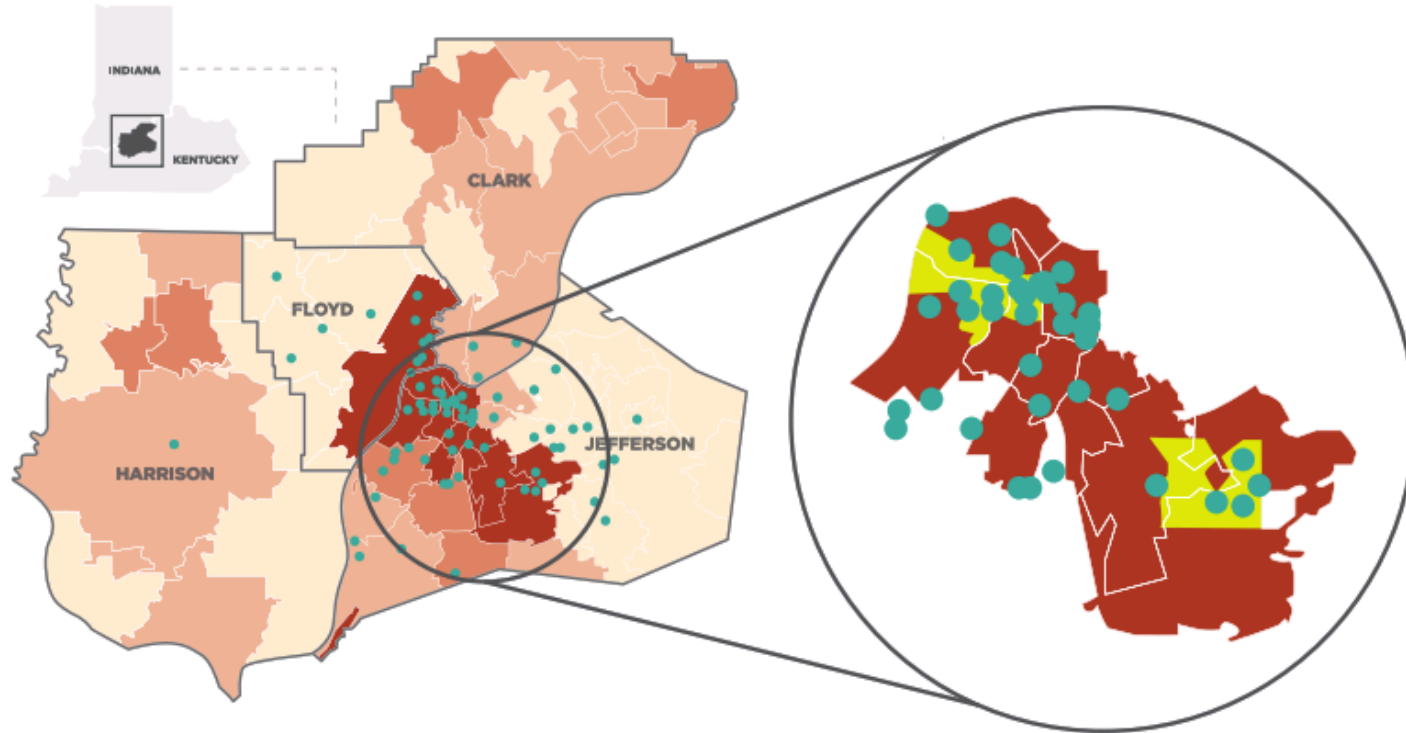 INDIANA
KENTUCKY
CLARK
FLOYD
JEFFERSON
HARRISON